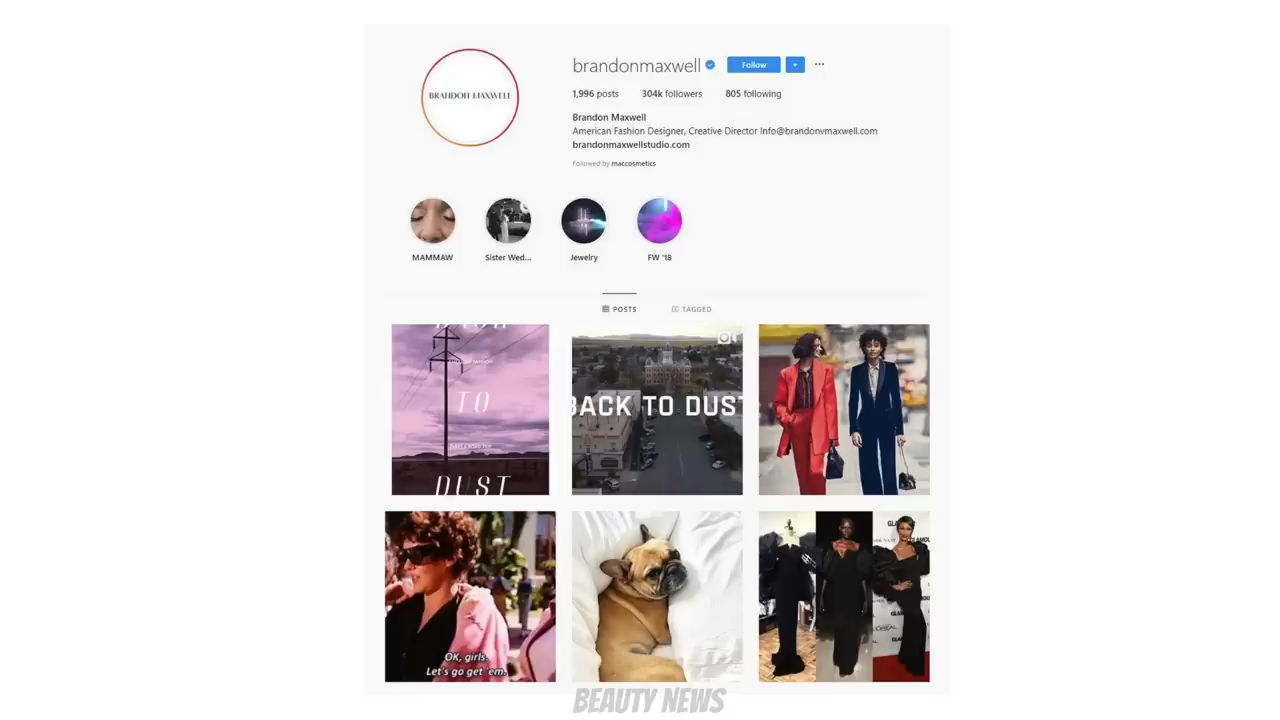 BRANDON MAXWELL
brandonmaxwell Follow ...
1,996 posts 304k followers 805 following
Brandon Maxwell
American Fashion Designer, Creative Director Info@brandonvmaxwell.com
brandonmaxwellstudio.com
Followed by maccosmetics
MAMMAW Sister Wed... Jewelry FW '18
POSTS TAGGED
TO
DUST
BACK TO DUST
OK, girls.
Let's go get 'em.
GLAMOUR
BEAUTY NEWS